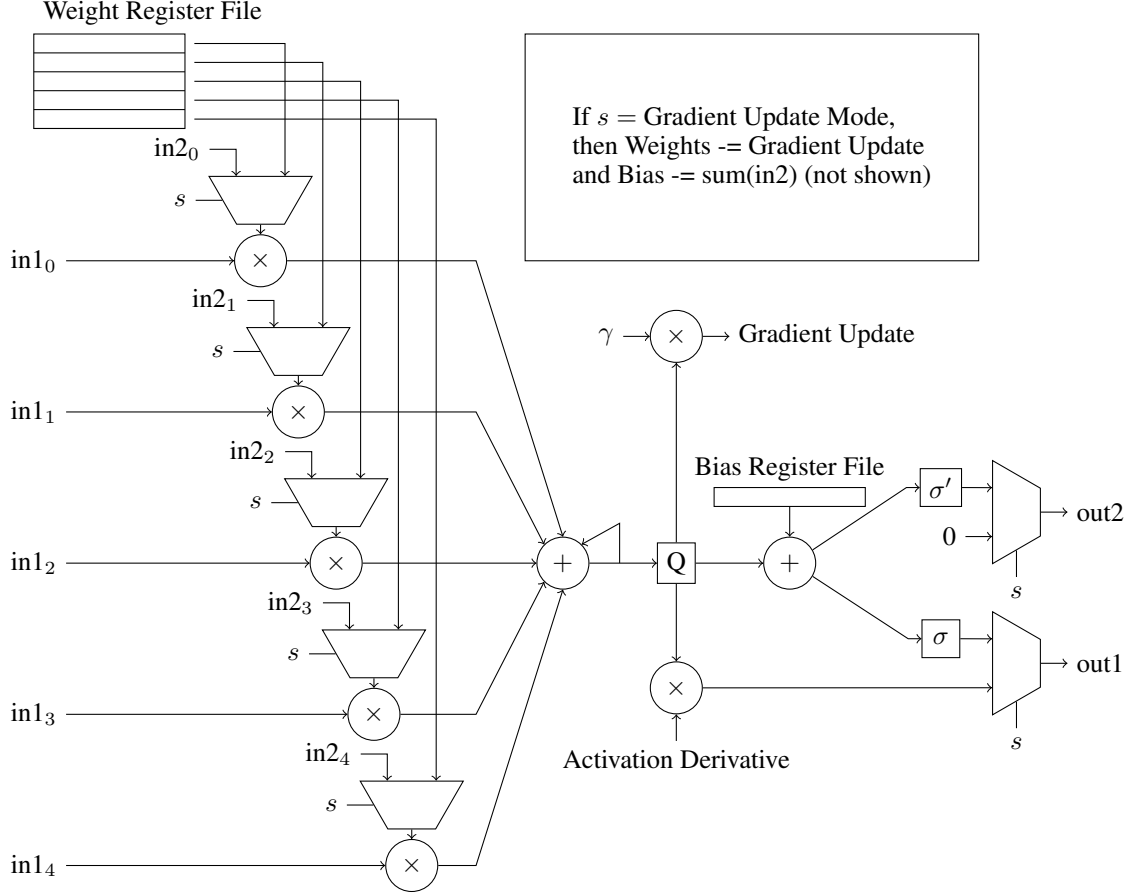 Weight Register File
If s = Gradient Update Mode,
then Weights -= Gradient Update
and Bias -= sum(in2) (not shown)
in2₀
s
×
in1₀
in2₁
s
×
in1₁
γ
×
Gradient Update
in2₂
s
×
in1₂
Bias Register File
+
Q
+
σ′
0
out2
s
in2₃
s
×
in1₃
σ
out1
s
×
Activation Derivative
in2₄
s
×
in1₄